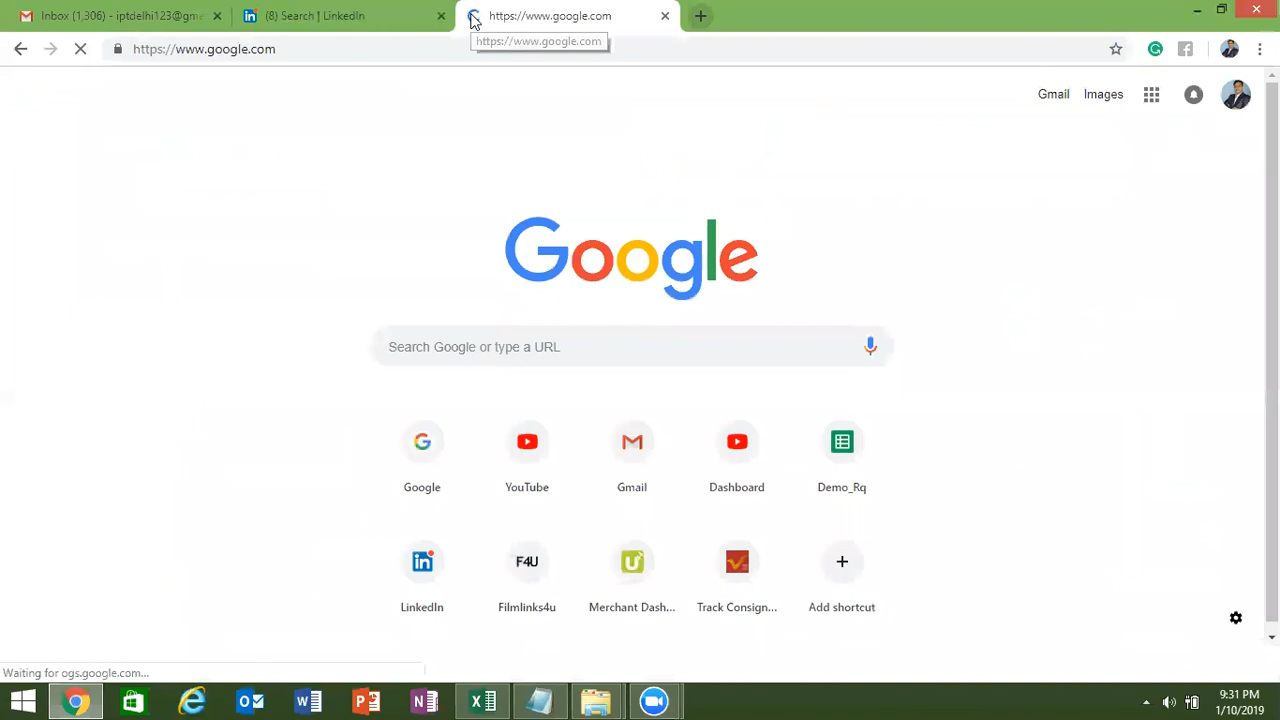 Inbox (1,306) - iptdelhi123@gma
(8) Search | LinkedIn
https://www.google.com
https://www.google.com
https://www.google.com
Gmail Images
Google
Search Google or type a URL
Google YouTube Gmail Dashboard Demo_Rq
F4U
LinkedIn Filmlinks4u Merchant Dash... Track Consign... Add shortcut
Waiting for ogs.google.com...
9:31 PM
1/10/2019